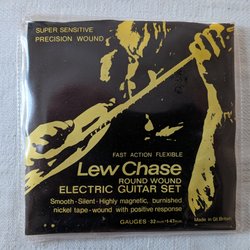 SUPER SENSITIVE
PRECISION WOUND
FAST ACTION FLEXIBLE
Lew Chase
ROUND WOUND
ELECTRIC GUITAR SET
Smooth-Silent-Highly magnetic, burnished
nickel tape-wound with positive response
GAUGES
Made in Gt. Britain